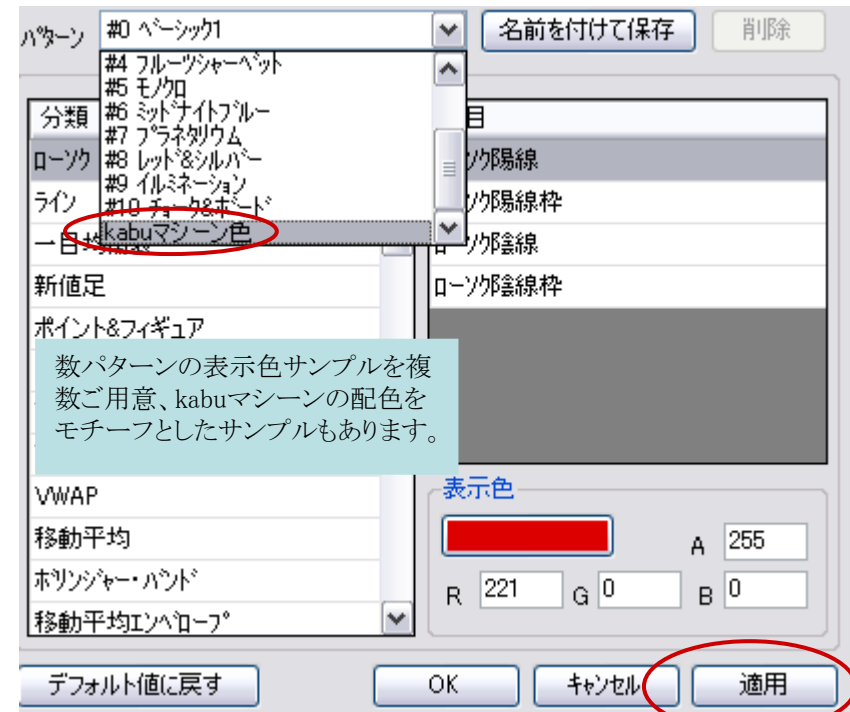 ﾊﾟﾀｰﾝ #0 ﾍﾞｰｼｯｸ1 名前を付けて保存 削除
#4 ﾌﾙｰﾂｼｬｰﾍﾞｯﾄ
#5 ﾓﾉｸﾛ
#6 ﾐｯﾄﾞﾅｲﾄﾌﾞﾙｰ
#7 ﾌﾟﾗﾈﾀﾘｳﾑ
#8 ﾚｯﾄﾞ&ｼﾙﾊﾞｰ
#9 ｲﾙﾐﾈｰｼｮﾝ
#10 ﾁｮｰｸ&ﾎﾞｰﾄﾞ
kabuマシーン色
分類
ﾛｰｿｸ
ライン
新値足
ポイント&フィギュア
VWAP
移動平均
ﾎﾞﾘﾝｼﾞｬｰ・ﾊﾞﾝﾄﾞ
移動平均ｴﾝﾍﾞﾛｰﾌﾟ
目
ｿｸ陽線
ｿｸ陽線枠
ﾛｰｿｸ陰線
ﾛｰｿｸ陰線枠
数パターンの表示色サンプルを複
数ご用意、kabuマシーンの配色を
モチーフとしたサンプルもあります。
表示色
A 255
R 221 G 0 B 0
デフォルト値に戻す OK ｷｬﾝｾﾙ 適用